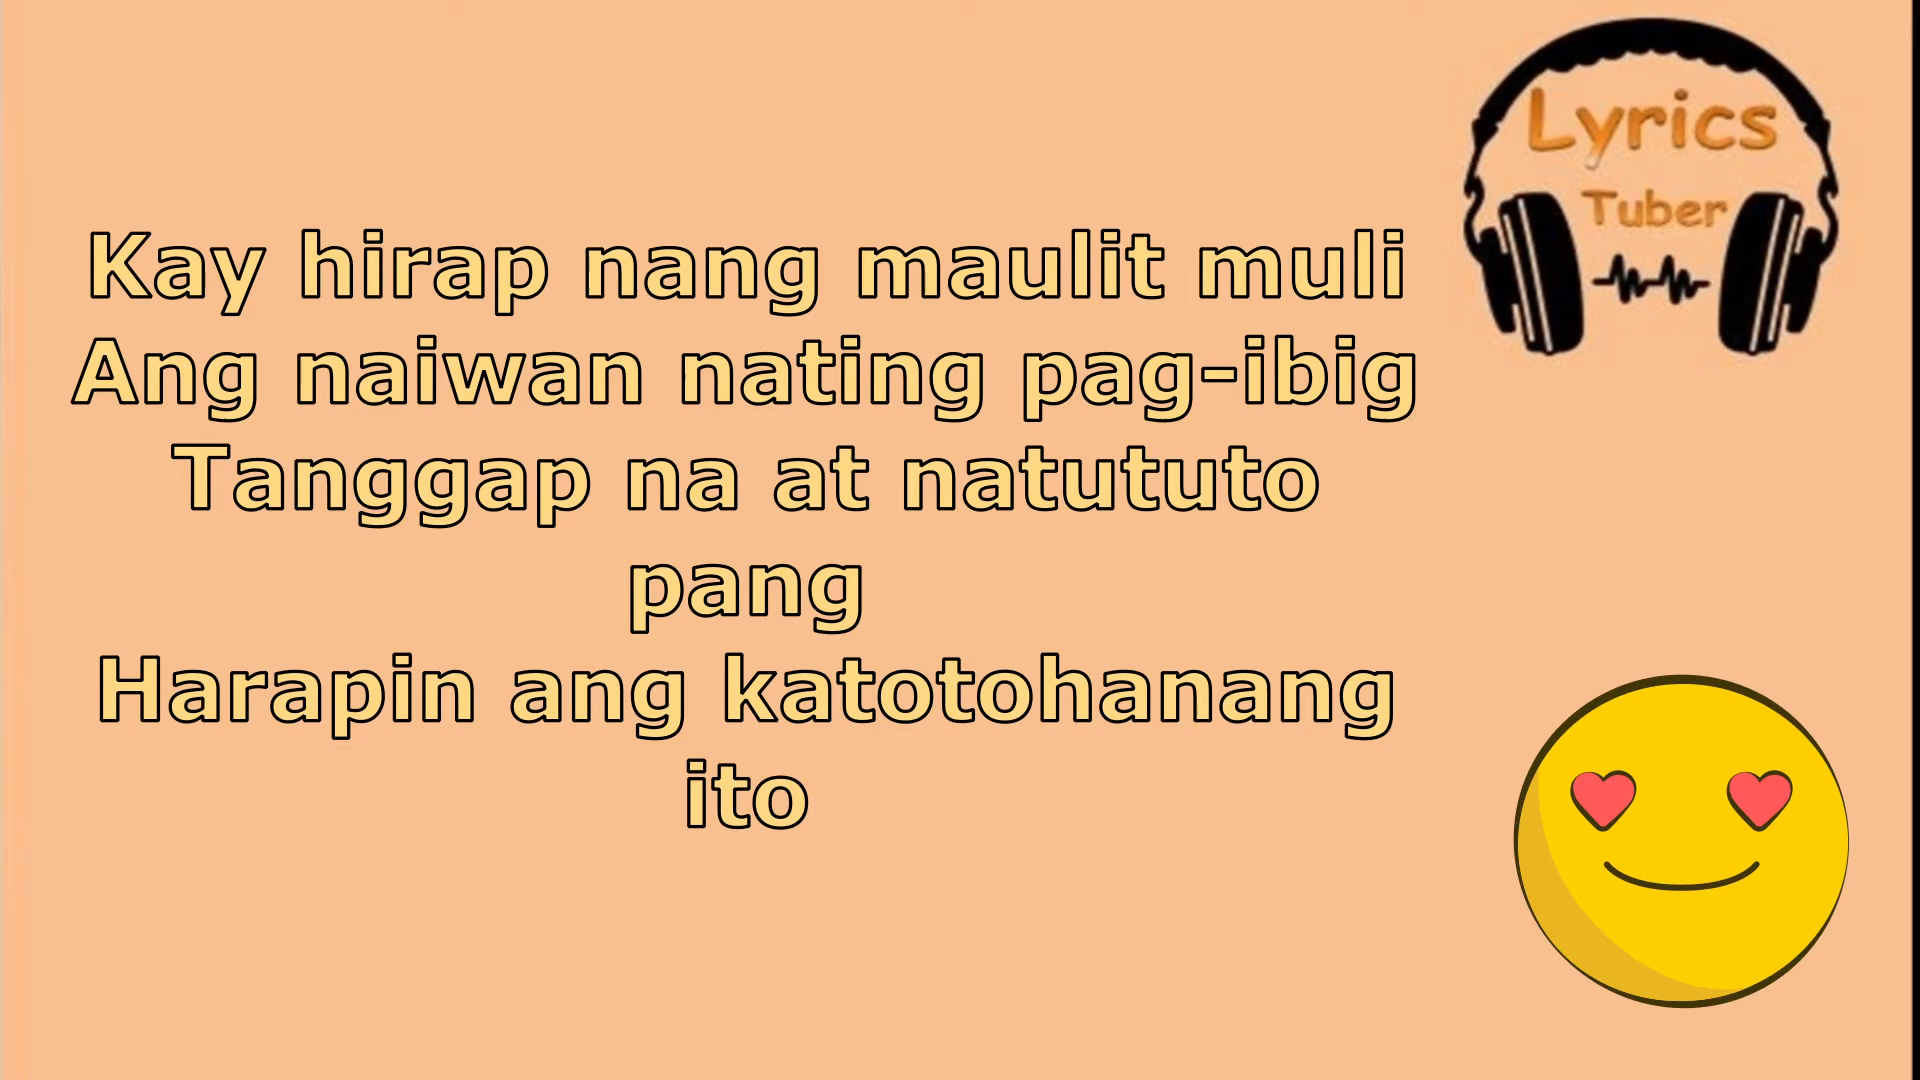 Lyrics
Tuber
Kay hirap nang maulit muli
Ang naiwan nating pag-ibig
Tanggap na at natututo
pang
Harapin ang katotohanang
ito